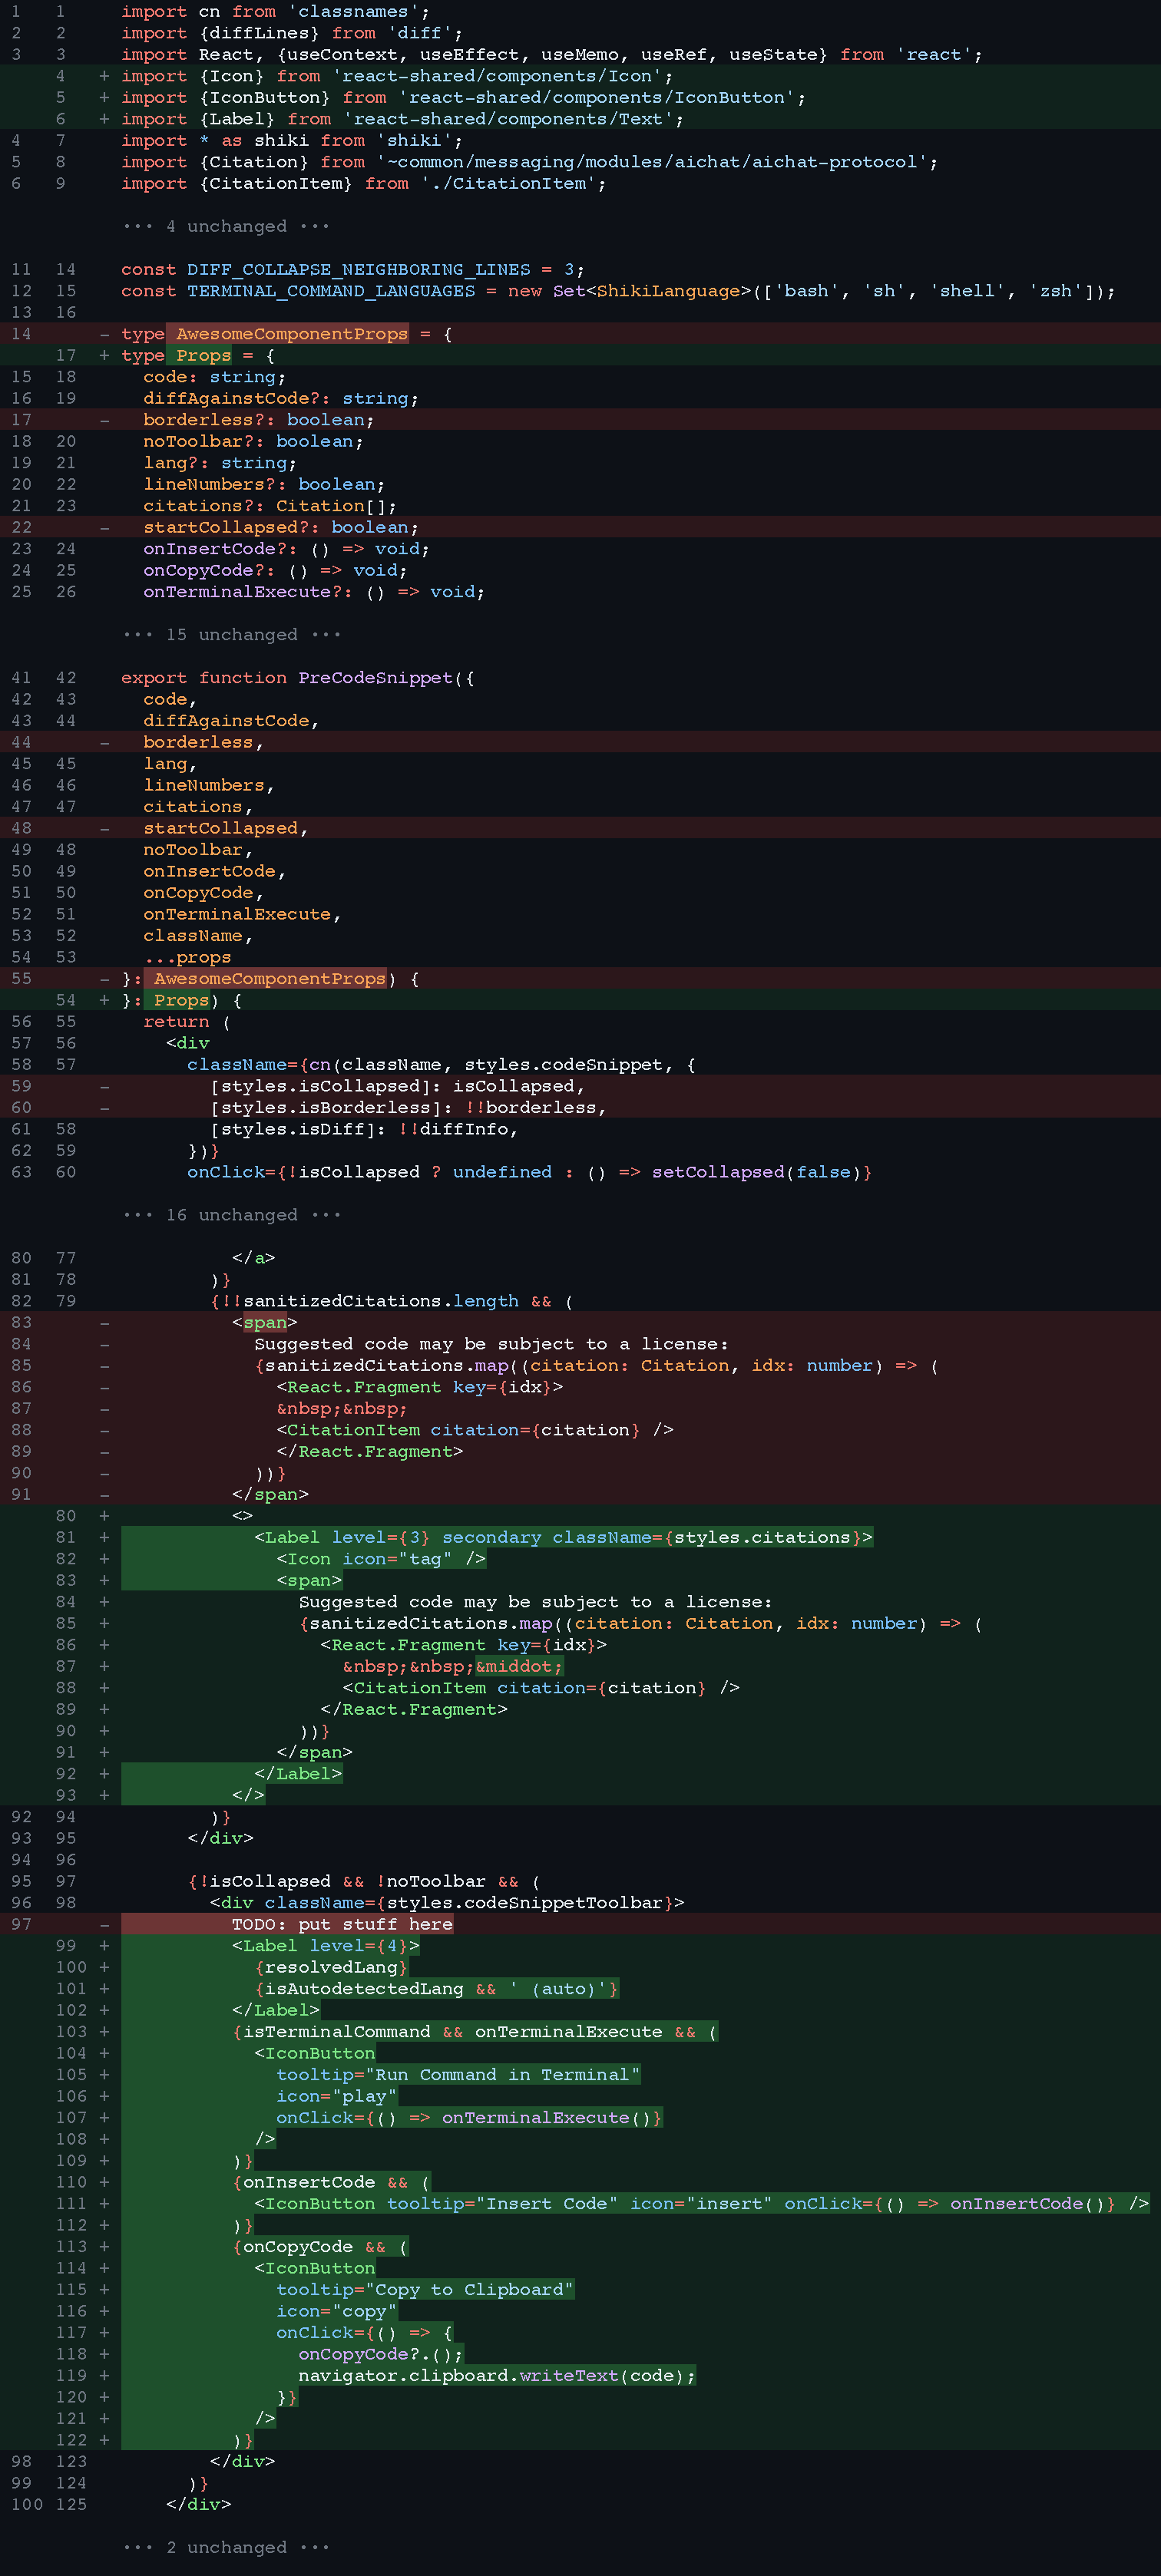 1 1 import cn from 'classnames';
2 2 import {diffLines} from 'diff';
3 3 import React, {useContext, useEffect, useMemo, useRef, useState} from 'react';
4 + import {Icon} from 'react-shared/components/Icon';
5 + import {IconButton} from 'react-shared/components/IconButton';
6 + import {Label} from 'react-shared/components/Text';
4 7 import * as shiki from 'shiki';
5 8 import {Citation} from '~common/messaging/modules/aichat/aichat-protocol';
6 9 import {CitationItem} from './CitationItem';
··· 4 unchanged ···
11 14 const DIFF_COLLAPSE_NEIGHBORING_LINES = 3;
12 15 const TERMINAL_COMMAND_LANGUAGES = new Set<ShikiLanguage>(['bash', 'sh', 'shell', 'zsh']);
13 16
14 - type AwesomeComponentProps = {
17 + type Props = {
15 18 code: string;
16 19 diffAgainstCode?: string;
17 - borderless?: boolean;
18 20 noToolbar?: boolean;
19 21 lang?: string;
20 22 lineNumbers?: boolean;
21 23 citations?: Citation[];
22 - startCollapsed?: boolean;
23 24 onInsertCode?: () => void;
24 25 onCopyCode?: () => void;
25 26 onTerminalExecute?: () => void;
··· 15 unchanged ···
41 42 export function PreCodeSnippet({
42 43 code,
43 44 diffAgainstCode,
44 - borderless,
45 45 lang,
46 46 lineNumbers,
47 47 citations,
48 - startCollapsed,
49 48 noToolbar,
50 49 onInsertCode,
51 50 onCopyCode,
52 51 onTerminalExecute,
53 52 className,
54 53 ...props
55 - }: AwesomeComponentProps) {
54 + }: Props) {
56 55 return (
57 56 <div
58 57 className={cn(className, styles.codeSnippet, {
59 - [styles.isCollapsed]: isCollapsed,
60 - [styles.isBorderless]: !!borderless,
61 58 [styles.isDiff]: !!diffInfo,
62 59 })}
63 60 onClick={!isCollapsed ? undefined : () => setCollapsed(false)}
··· 16 unchanged ···
80 77 </a>
81 78 )}
82 79 {!!sanitizedCitations.length && (
83 - <span>
84 - Suggested code may be subject to a license:
85 - {sanitizedCitations.map((citation: Citation, idx: number) => (
86 - <React.Fragment key={idx}>
87 - &nbsp;&nbsp;
88 - <CitationItem citation={citation} />
89 - </React.Fragment>
90 - ))}
91 - </span>
80 + <>
81 + <Label level={3} secondary className={styles.citations}>
82 + <Icon icon="tag" />
83 + <span>
84 + Suggested code may be subject to a license:
85 + {sanitizedCitations.map((citation: Citation, idx: number) => (
86 + <React.Fragment key={idx}>
87 + &nbsp;&nbsp;&middot;
88 + <CitationItem citation={citation} />
89 + </React.Fragment>
90 + ))}
91 + </span>
92 + </Label>
93 + </>
92 94 )}
93 95 </div>
94 96
95 97 {!isCollapsed && !noToolbar && (
96 98 <div className={styles.codeSnippetToolbar}>
97 - TODO: put stuff here
99 + <Label level={4}>
100 + {resolvedLang}
101 + {isAutodetectedLang && ' (auto)'}
102 + </Label>
103 + {isTerminalCommand && onTerminalExecute && (
104 + <IconButton
105 + tooltip="Run Command in Terminal"
106 + icon="play"
107 + onClick={() => onTerminalExecute()}
108 + />
109 + )}
110 + {onInsertCode && (
111 + <IconButton tooltip="Insert Code" icon="insert" onClick={() => onInsertCode()} />
112 + )}
113 + {onCopyCode && (
114 + <IconButton
115 + tooltip="Copy to Clipboard"
116 + icon="copy"
117 + onClick={() => {
118 + onCopyCode?.();
119 + navigator.clipboard.writeText(code);
120 + }}
121 + />
122 + )}
98 123 </div>
99 124 )}
100 125 </div>
··· 2 unchanged ···